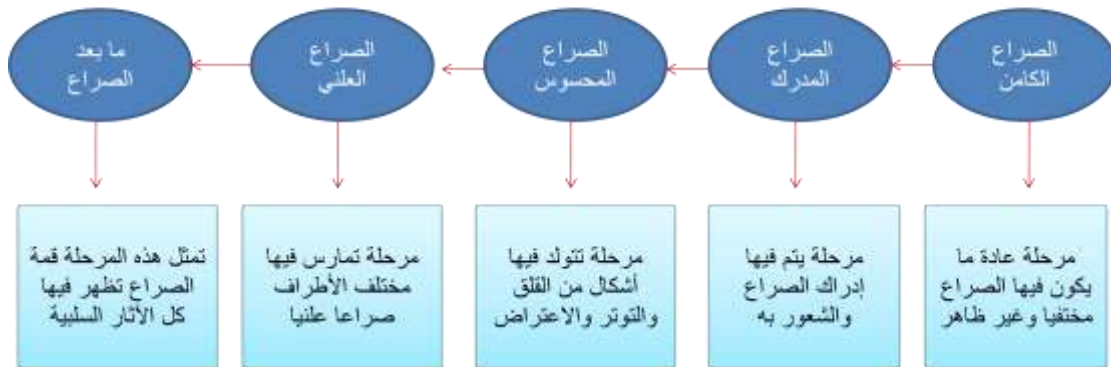 الصراع
الكامن
الصراع
المدرك
الصراع
المحسوس
الصراع
العلني
ما بعد
الصراع
مرحلة عادة ما
يكون فيها الصراع
مختفيا وغير ظاهر
مرحلة يتم فيها
إدراك الصراع
والشعور به
مرحلة تتولد فيها
أشكال من القلق
والتوتر والاعتراض
مرحلة تمارس فيها
مختلف الأطراف
صراعا علنيا
تمثل هذه المرحلة قمة
الصراع تظهر فيها
كل الآثار السلبية